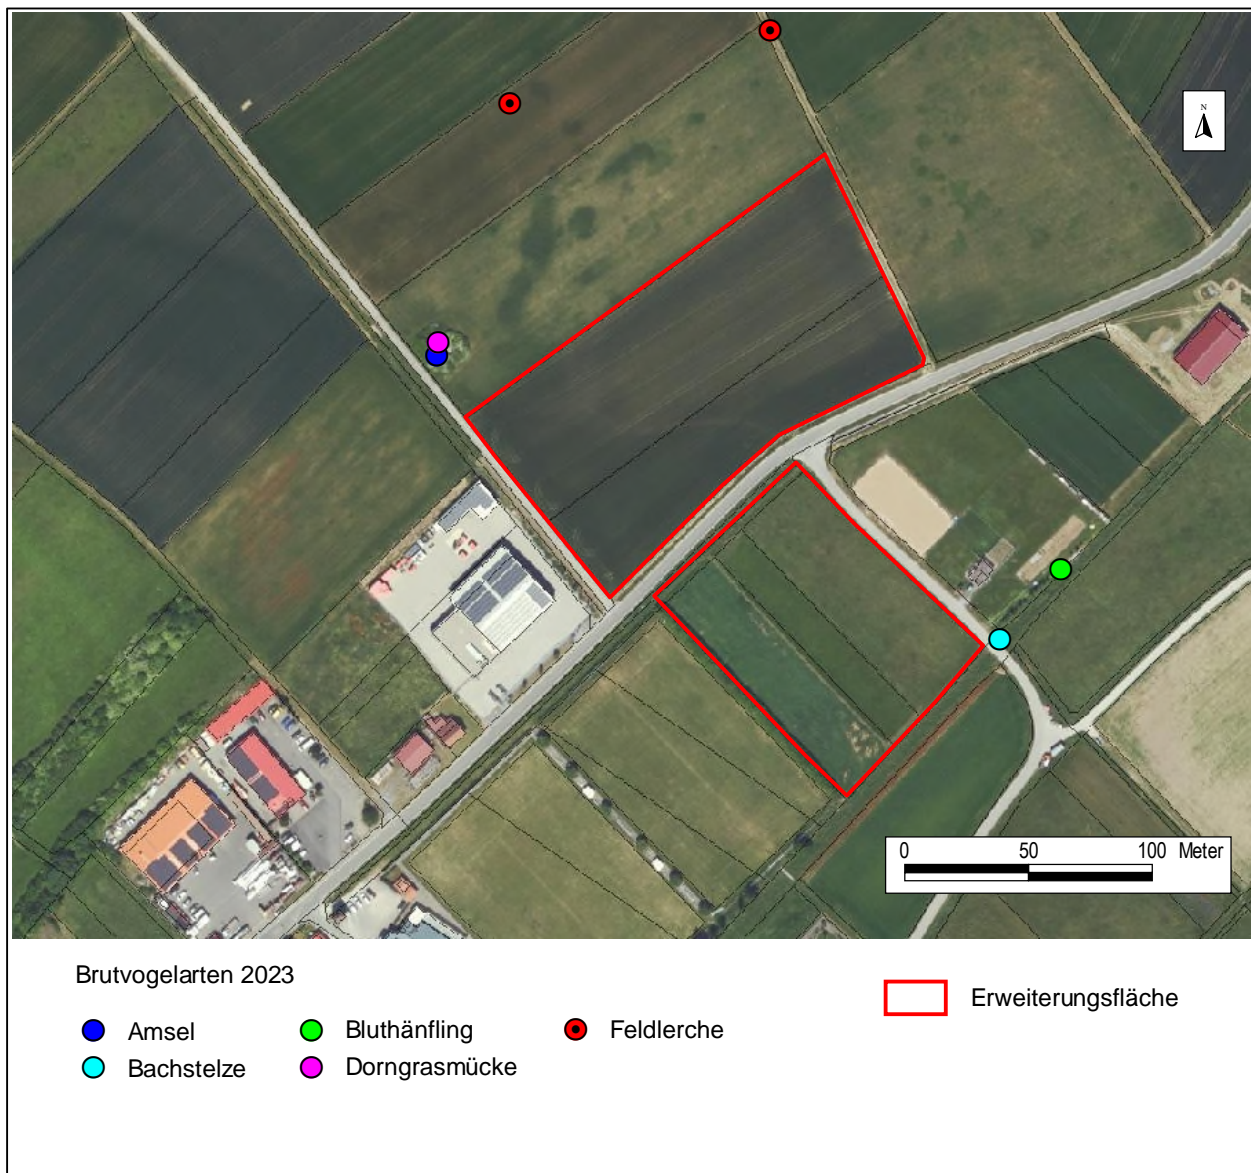 N
0 50 100 Meter
Brutvogelarten 2023
Erweiterungsfläche
Amsel Bluthänfling Feldlerche
Bachstelze Dorngrasmücke